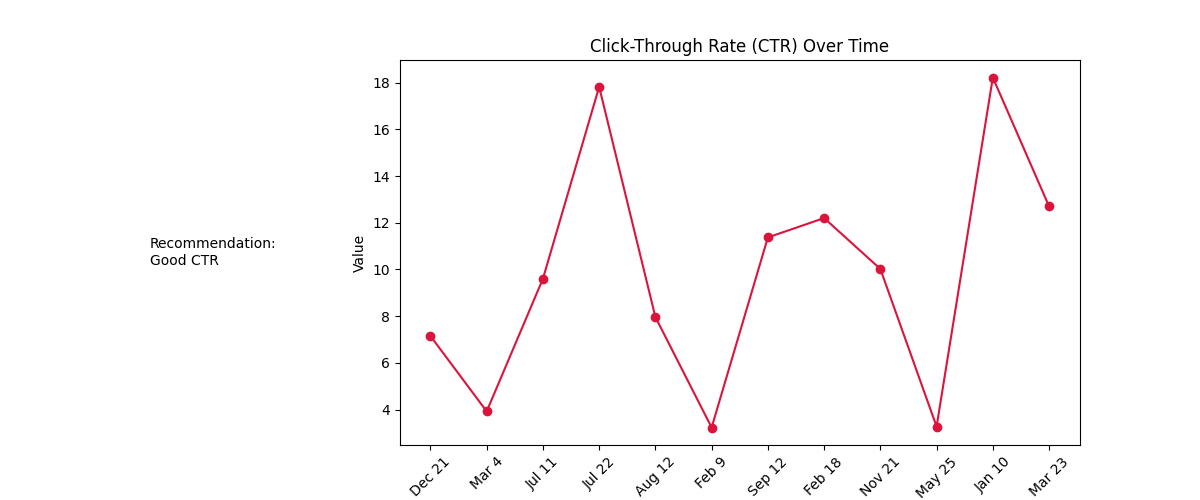 Click-Through Rate (CTR) Over Time
Recommendation:
Good CTR
Value
18
16
14
12
10
8
6
4
Dec 21
Mar 4
Jul 11
Jul 22
Aug 12
Feb 9
Sep 12
Feb 18
Nov 21
May 25
Jan 10
Mar 23